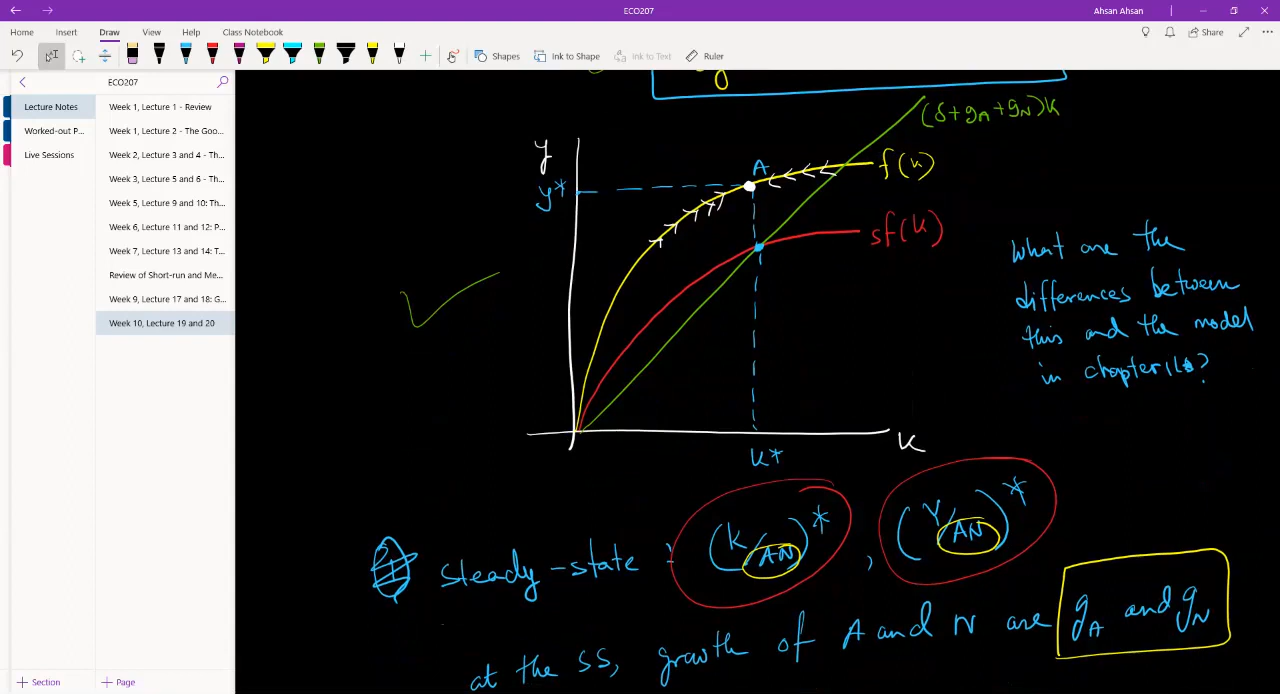 ECO207
Ahsan Ahsan
Home Insert Draw View Help Class Notebook
Share
Shapes Ink to Shape Ink to Text Ruler
ECO207
Lecture Notes
Worked-out P...
Live Sessions
Week 1, Lecture 1 - Review
Week 1, Lecture 2 - The Goo...
Week 2, Lecture 3 and 4 - Th...
Week 3, Lecture 5 and 6 - Th...
Week 5, Lecture 9 and 10: Th...
Week 6, Lecture 11 and 12: P...
Week 7, Lecture 13 and 14: T...
Review of Short-run and Me...
Week 9, Lecture 17 and 18: G...
Week 10, Lecture 19 and 20
Section
Page
g
(δ+gA+gN)k
y
A
f(k)
y*
sf(k)
k
k*
What are the
differences between
this and the model
in chapter
steady-state : (K/AN)* , (Y/AN)*
at the SS, growth of A and N are gA and gN